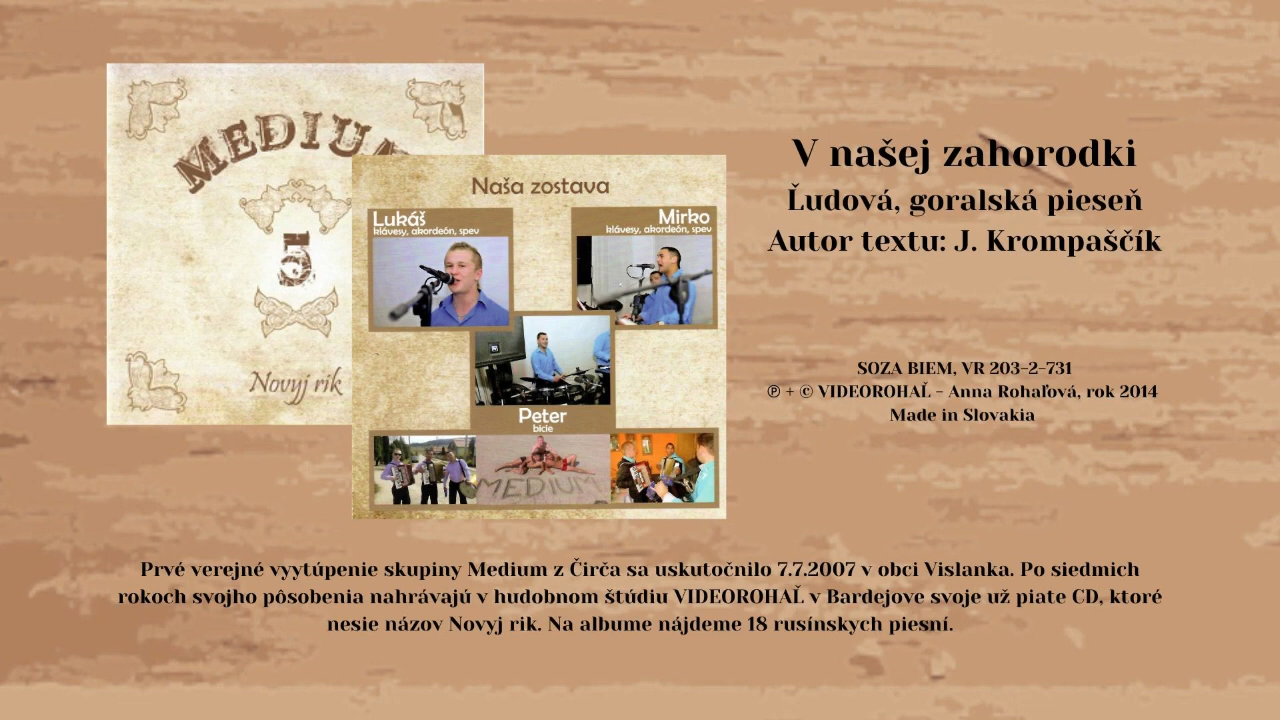 MEDIUM
5
Novyj rik
Naša zostava
Lukáš
klávesy, akordeón, spev
Mirko
klávesy, akordeón, spev
Peter
bicie
MEDIUM
V našej zahorodki
Ľudová, goralská pieseň
Autor textu: J. Krompaščík
SOZA BIEM, VR 203-2-731
℗ + © VIDEOROHAĽ - Anna Rohaľová, rok 2014
Made in Slovakia
Prvé verejné vyytúpenie skupiny Medium z Čirča sa uskutočnilo 7.7.2007 v obci Vislanka. Po siedmich
rokoch svojho pôsobenia nahrávajú v hudobnom štúdiu VIDEOROHAĽ v Bardejove svoje už piate CD, ktoré
nesie názov Novyj rik. Na albume nájdeme 18 rusínskych piesní.